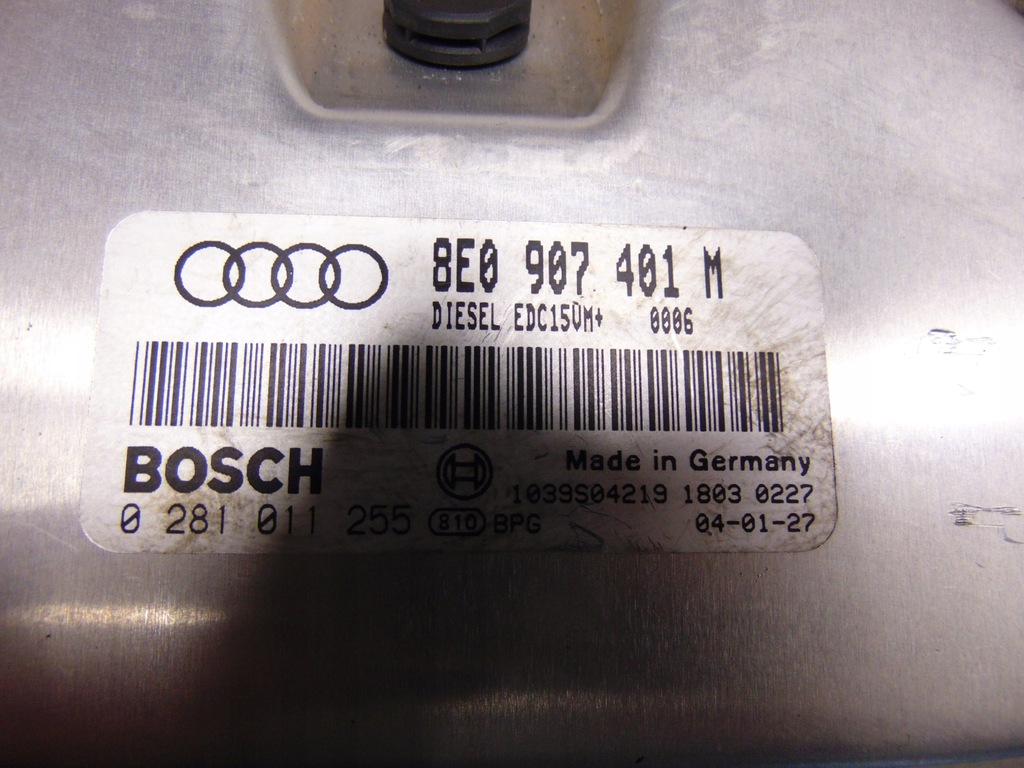 8E0 907 401 M
DIESEL EDC15VM+ 0006
BOSCH
Made in Germany
1039S04219 1803 0227
0 281 011 255 810 BPG 04-01-27